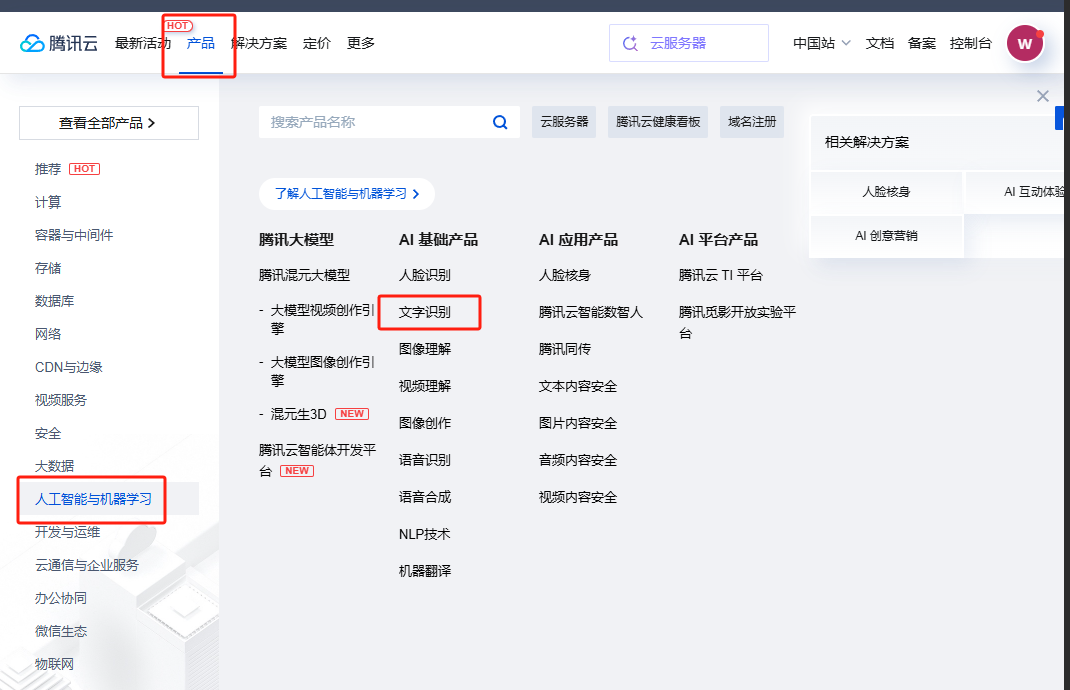 腾讯云
最新活动
HOT
产品
解决方案
定价
更多
云服务器
中国站
文档
备案
控制台
W
查看全部产品
推荐 HOT
计算
容器与中间件
存储
数据库
网络
CDN与边缘
视频服务
安全
大数据
人工智能与机器学习
开发与运维
云通信与企业服务
办公协同
微信生态
物联网
搜索产品名称
云服务器
腾讯云健康看板
域名注册
了解人工智能与机器学习
腾讯大模型
腾讯混元大模型
- 大模型视频创作引
擎
- 大模型图像创作引
擎
- 混元生3D NEW
腾讯云智能体开发平
台 NEW
AI 基础产品
人脸识别
文字识别
图像理解
视频理解
图像创作
语音识别
语音合成
NLP技术
机器翻译
AI 应用产品
人脸核身
腾讯云智能数智人
腾讯同传
文本内容安全
图片内容安全
音频内容安全
视频内容安全
AI 平台产品
腾讯云 TI 平台
腾讯觅影开放实验平
台
相关解决方案
人脸核身
AI 互动体验
AI 创意营销